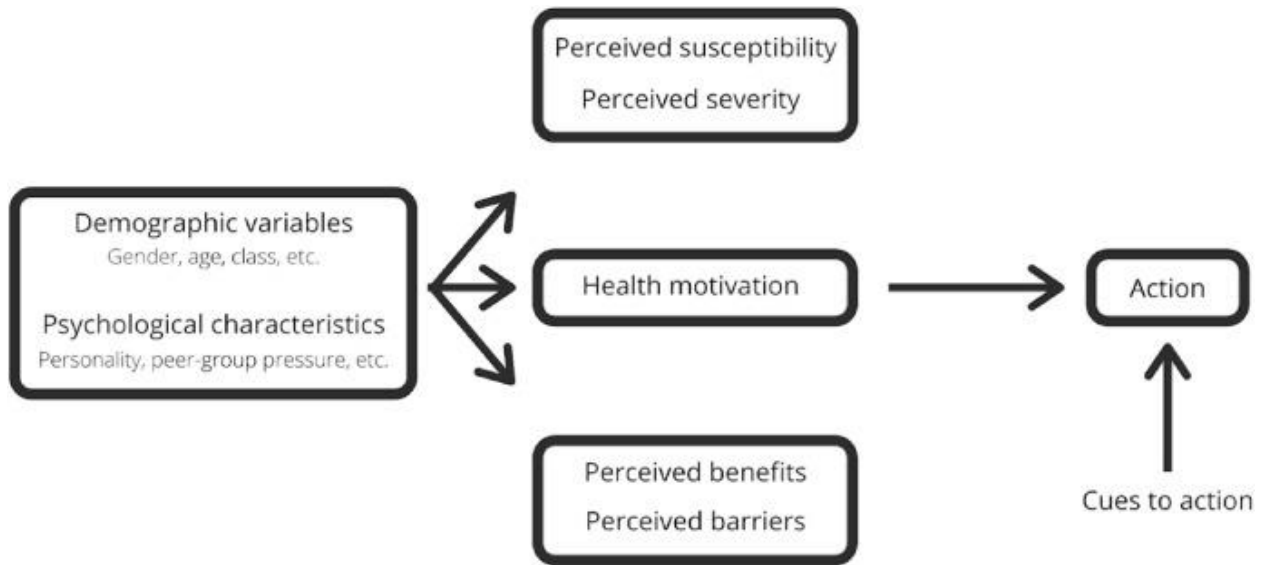 Perceived susceptibility
Perceived severity
Demographic variables
Gender, age, class, etc.
Psychological characteristics
Personality, peer-group pressure, etc.
Health motivation
Action
Perceived benefits
Perceived barriers
Cues to action